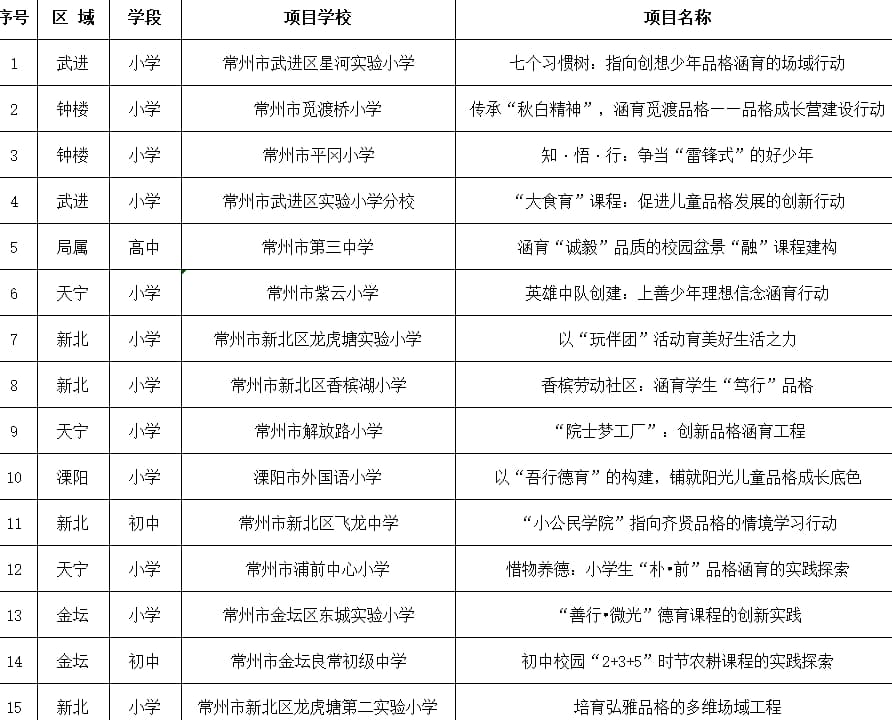 序号 区 域 学段 项目学校 项目名称
1 武进 小学 常州市武进区星河实验小学 七个习惯树：指向创想少年品格涵育的场域行动
2 钟楼 小学 常州市觅渡桥小学 传承“秋白精神”，涵育觅渡品格——品格成长营建设行动
3 钟楼 小学 常州市平冈小学 知·悟·行：争当“雷锋式”的好少年
4 武进 小学 常州市武进区实验小学分校 “大食育”课程：促进儿童品格发展的创新行动
5 局属 高中 常州市第三中学 涵育“诚毅”品质的校园盆景“融”课程建构
6 天宁 小学 常州市紫云小学 英雄中队创建：上善少年理想信念涵育行动
7 新北 小学 常州市新北区龙虎塘实验小学 以“玩伴团”活动育美好生活之力
8 新北 小学 常州市新北区香槟湖小学 香槟劳动社区：涵育学生“笃行”品格
9 天宁 小学 常州市解放路小学 “院士梦工厂”：创新品格涵育工程
10 溧阳 小学 溧阳市外国语小学 以“吾行德育”的构建，铺就阳光儿童品格成长底色
11 新北 初中 常州市新北区飞龙中学 “小公民学院”指向齐贤品格的情境学习行动
12 天宁 小学 常州市浦前中心小学 惜物养德：小学生“朴•前”品格涵育的实践探索
13 金坛 小学 常州市金坛区东城实验小学 “善行•微光”德育课程的创新实践
14 金坛 初中 常州市金坛良常初级中学 初中校园“2+3+5”时节农耕课程的实践探索
15 新北 小学 常州市新北区龙虎塘第二实验小学 培育弘雅品格的多维场域工程